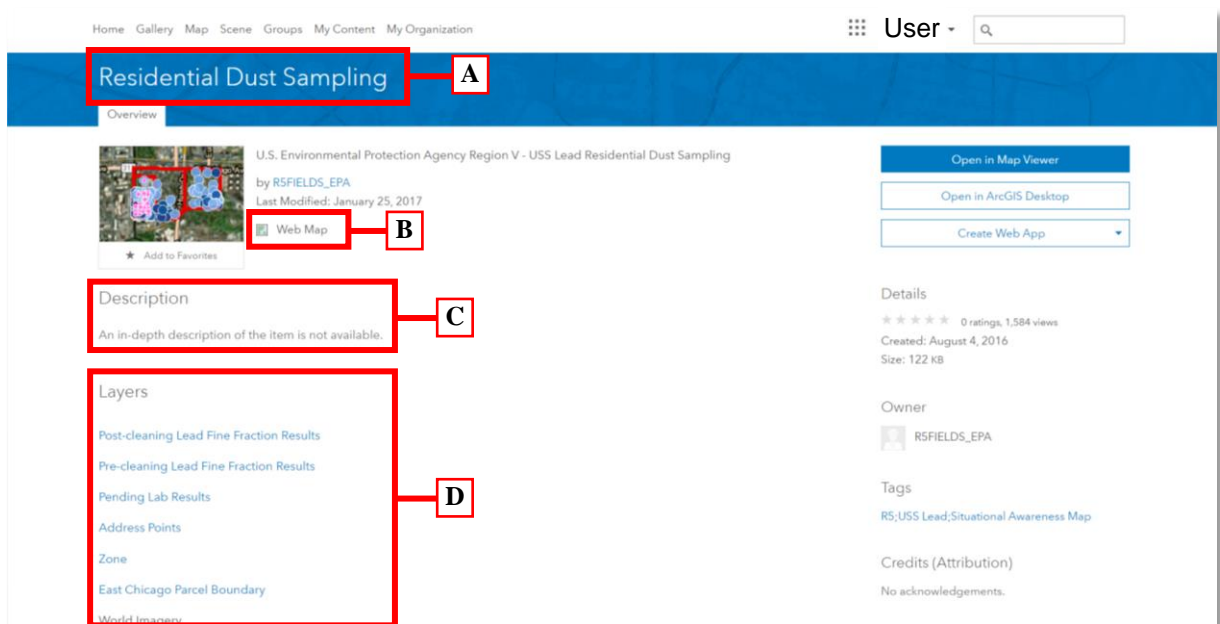 Home Gallery Map Scene Groups My Content My Organization
User
Residential Dust Sampling
A
Overview
U.S. Environmental Protection Agency Region V - USS Lead Residential Dust Sampling
by R5FIELDS_EPA
Last Modified: January 25, 2017
Web Map
B
★ Add to Favorites
Description
An in-depth description of the item is not available.
C
Layers
Post-cleaning Lead Fine Fraction Results
Pre-cleaning Lead Fine Fraction Results
Pending Lab Results
Address Points
Zone
East Chicago Parcel Boundary
World Imagery
D
Open in Map Viewer
Open in ArcGIS Desktop
Create Web App
Details
★ ★ ★ ★ ★ 0 ratings, 1,584 views
Created: August 4, 2016
Size: 122 KB
Owner
R5FIELDS_EPA
Tags
R5;USS Lead;Situational Awareness Map
Credits (Attribution)
No acknowledgements.